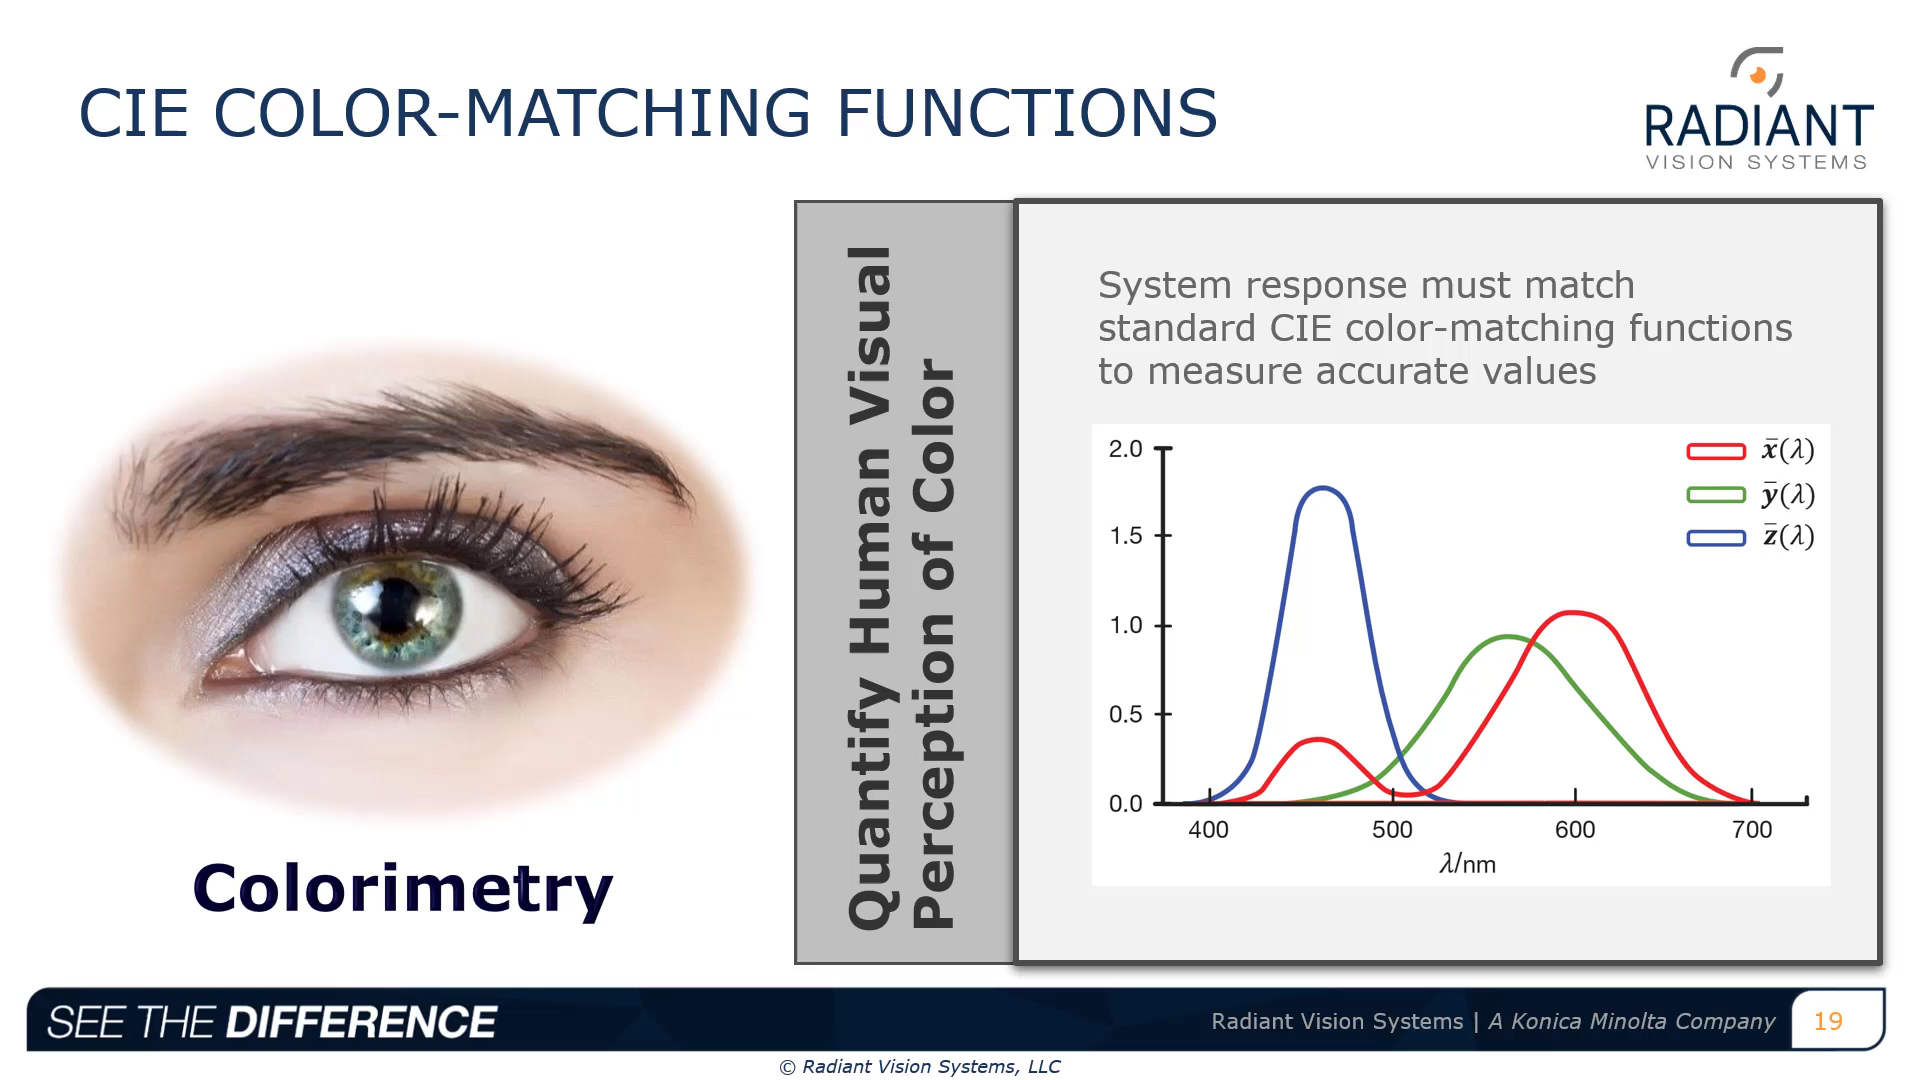 CIE COLOR-MATCHING FUNCTIONS
RADIANT
VISION SYSTEMS
Colorimetry
Quantify Human Visual
Perception of Color
System response must match
standard CIE color-matching functions
to measure accurate values
2.0
1.5
1.0
0.5
0.0
400 500 600 700
λ/nm
x̄(λ)
ȳ(λ)
z̄(λ)
SEE THE DIFFERENCE
Radiant Vision Systems | A Konica Minolta Company
19
© Radiant Vision Systems, LLC